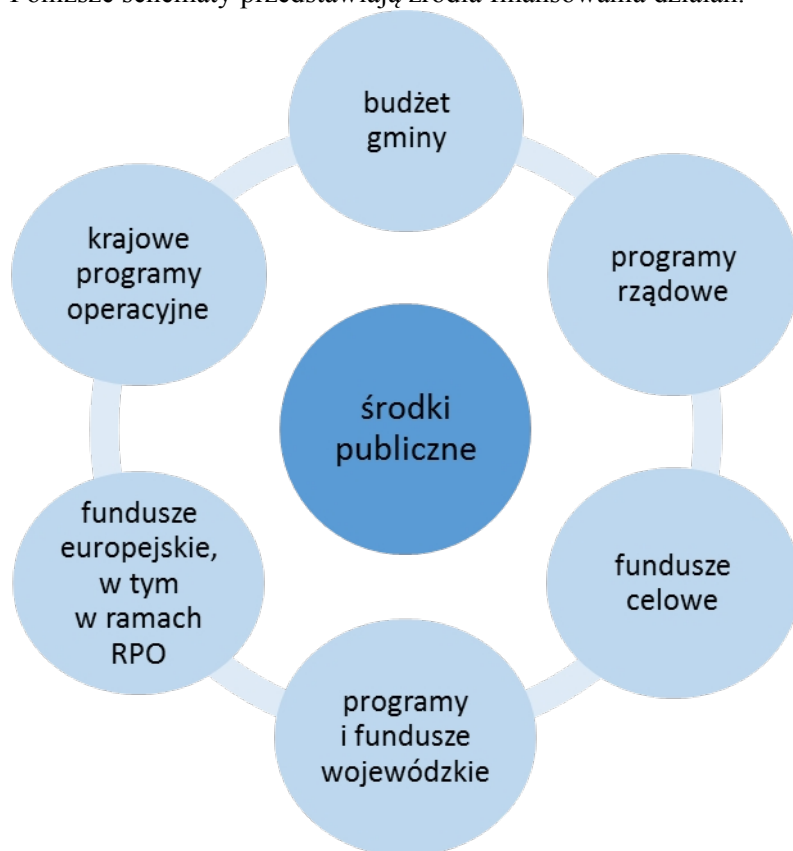 Poniższe schematy przedstawiają źródła finansowania działań.
budżet
gminy
programy
rządowe
fundusze
celowe
programy
i fundusze
wojewódzkie
fundusze
europejskie,
w tym
w ramach
RPO
krajowe
programy
operacyjne
środki
publiczne